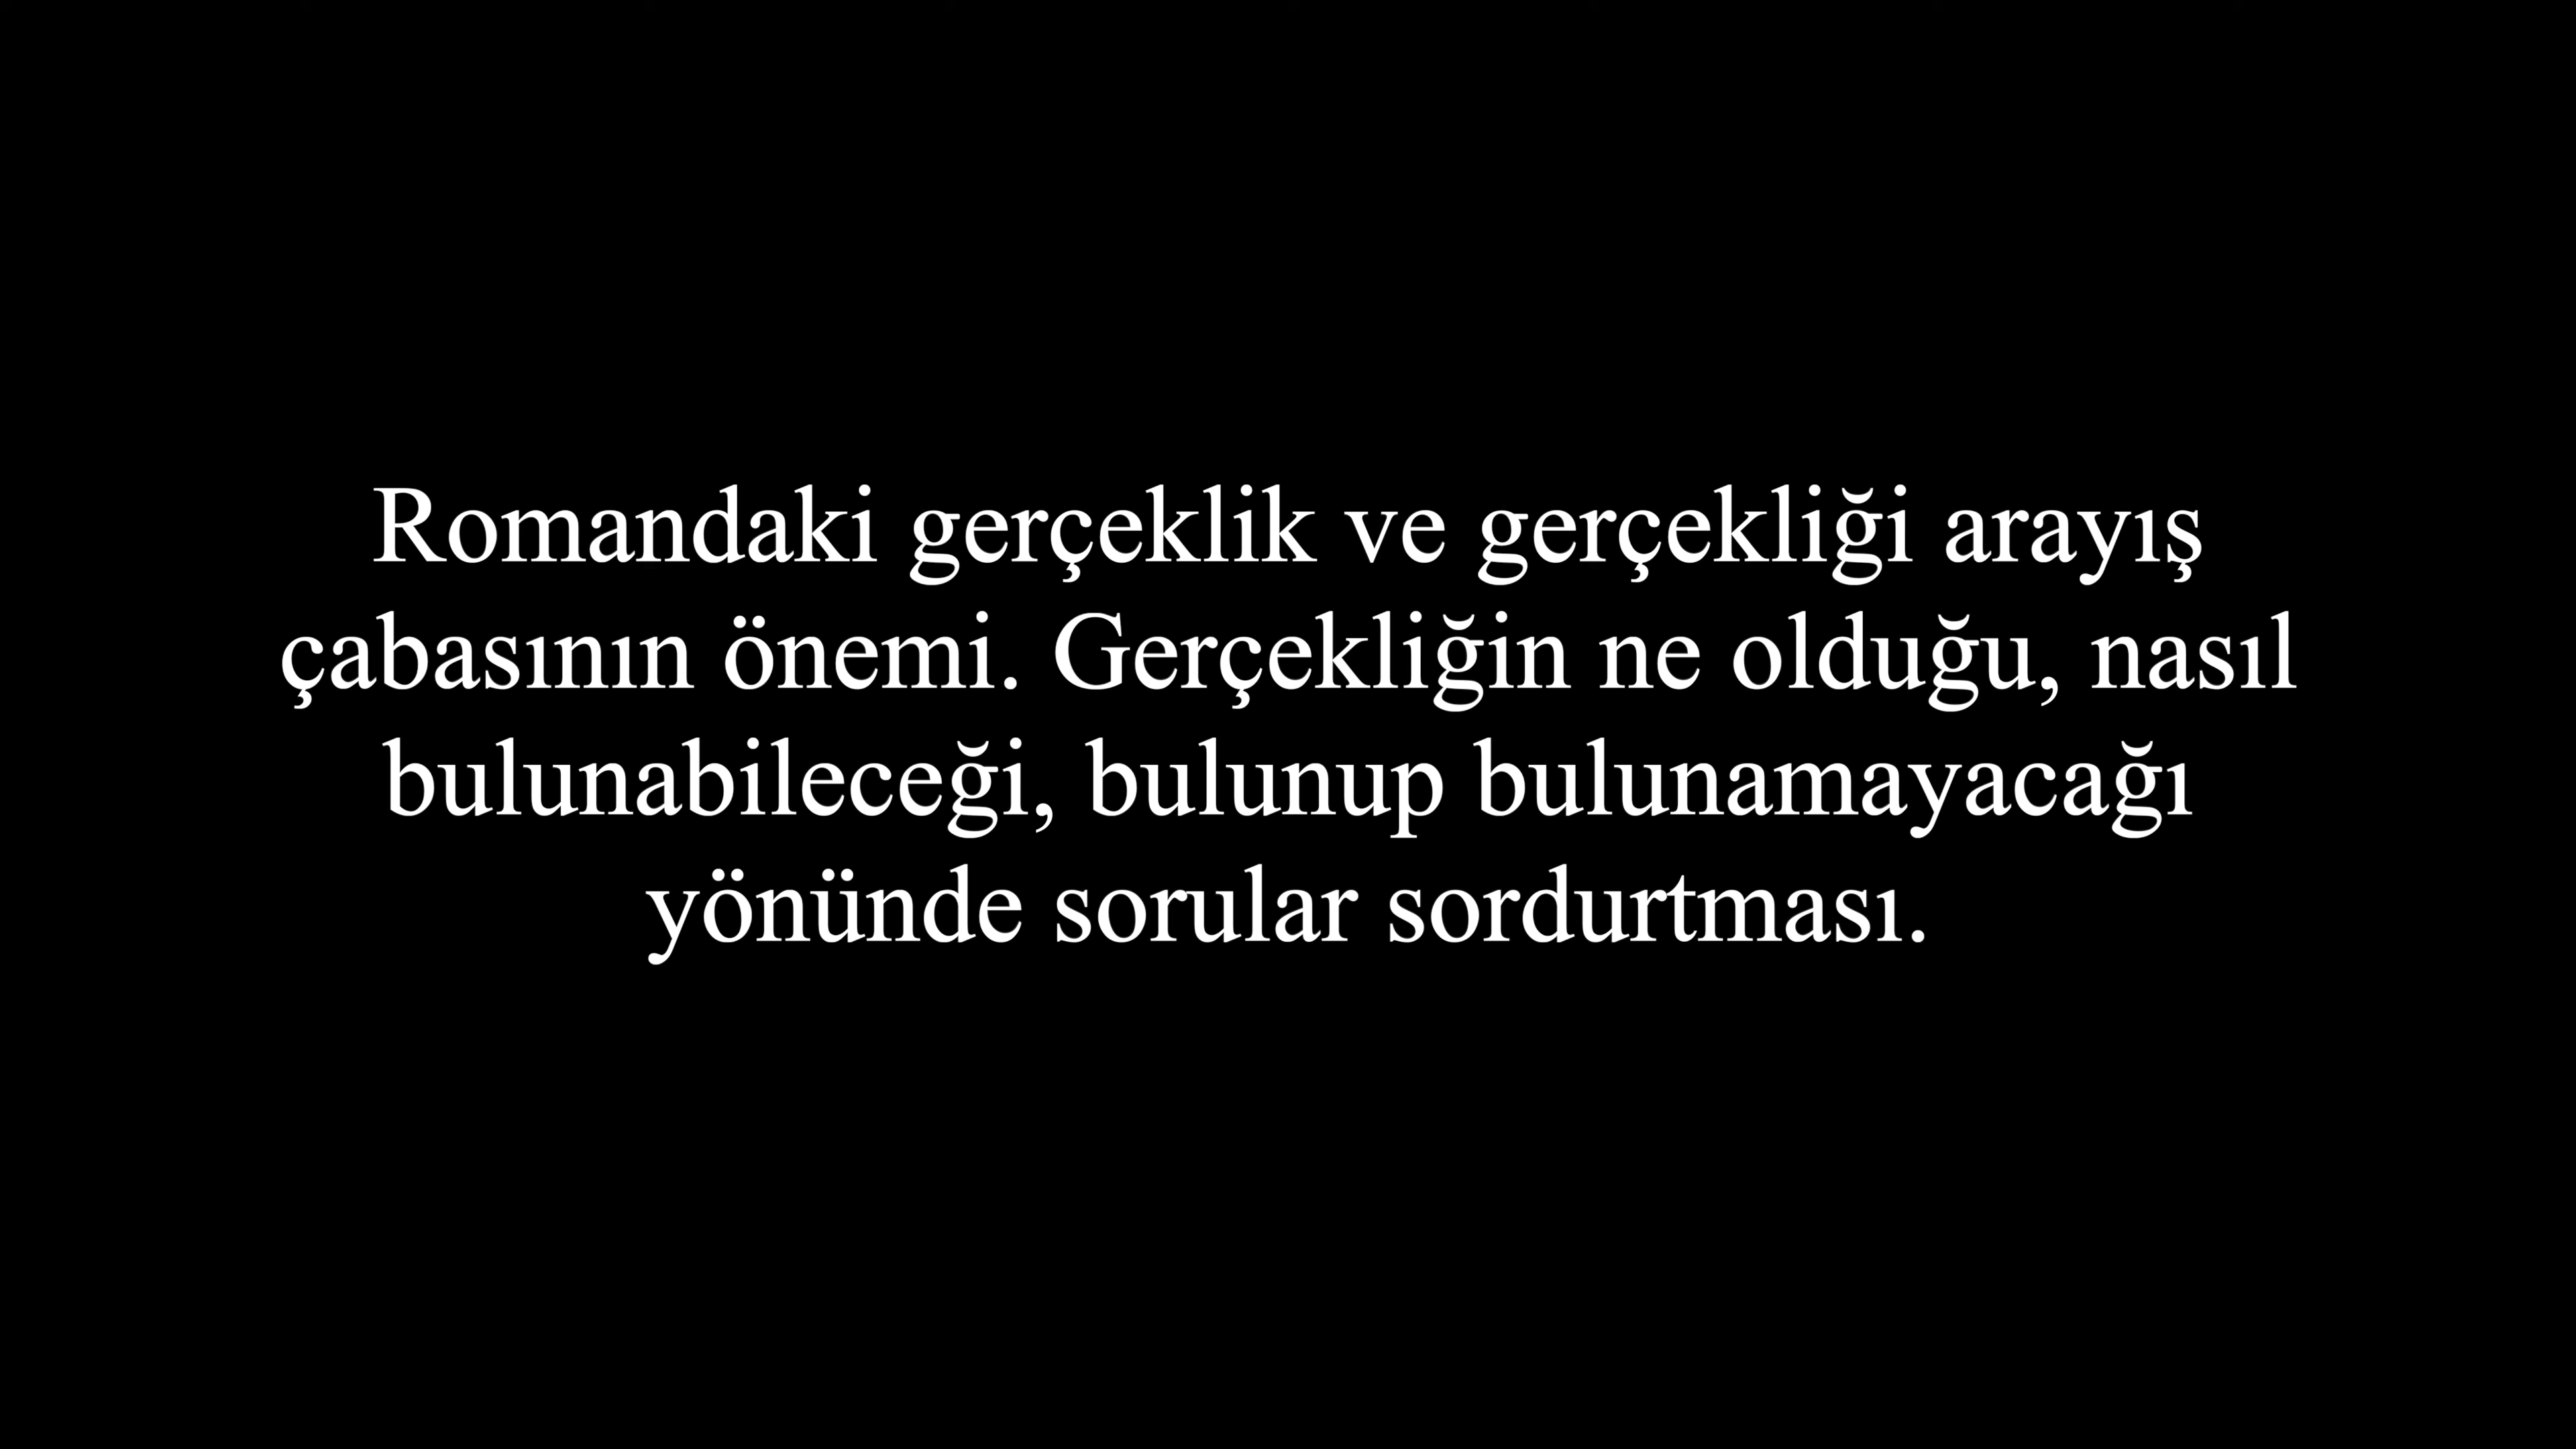 Romandaki gerçeklik ve gerçekliği arayış
çabasının önemi. Gerçekliğin ne olduğu, nasıl
bulunabileceği, bulunup bulunamayacağı
yönünde sorular sordurtması.